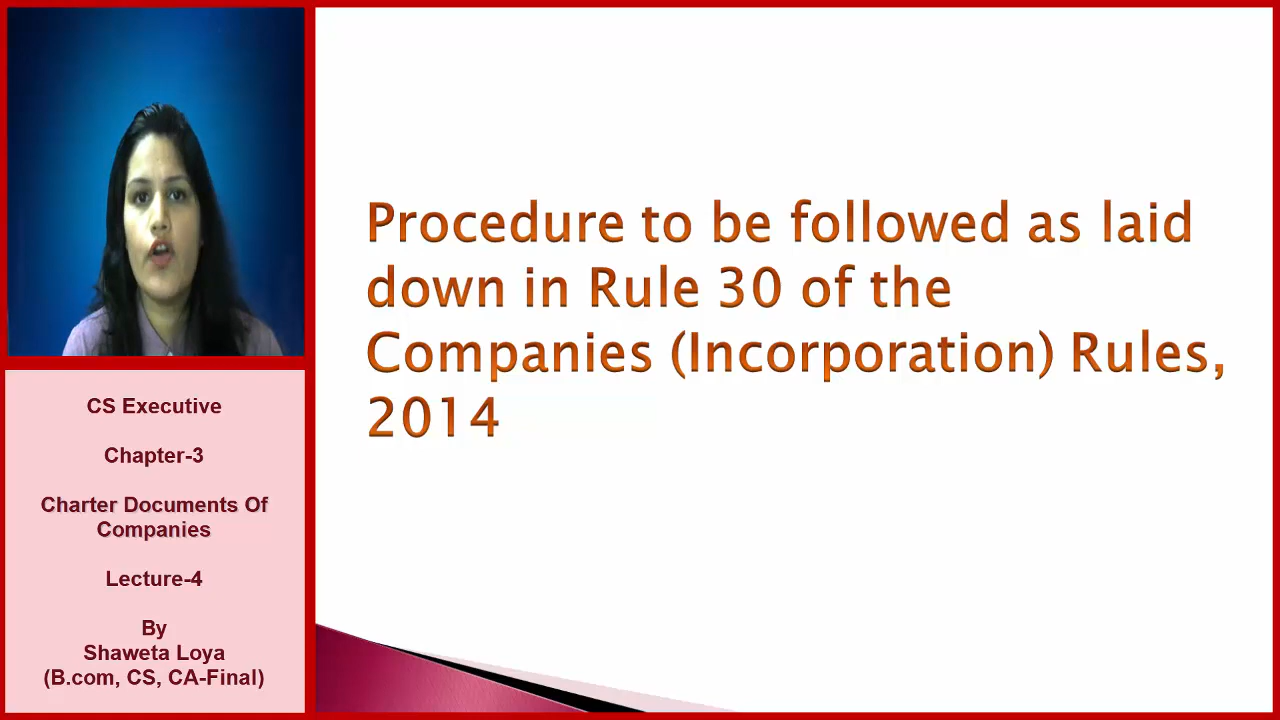 Procedure to be followed as laid
down in Rule 30 of the
Companies (Incorporation) Rules,
2014
CS Executive
Chapter-3
Charter Documents Of
Companies
Lecture-4
By
Shaweta Loya
(B.com, CS, CA-Final)